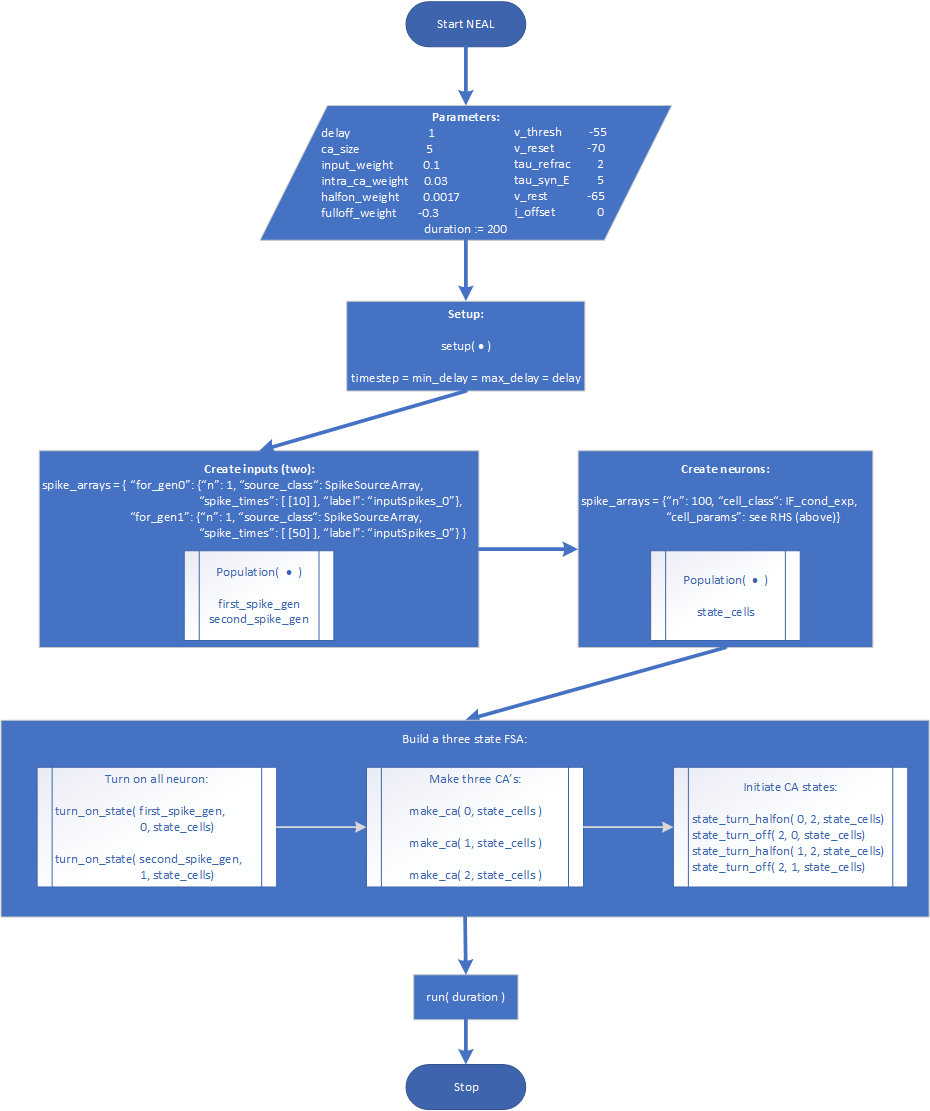 Start NEAL
Parameters:
delay 1
ca_size 5
input_weight 0.1
intra_ca_weight 0.03
halfon_weight 0.0017
fulloff_weight -0.3
v_thresh -55
v_reset -70
tau_refrac 2
tau_syn_E 5
v_rest -65
i_offset 0
duration := 200
Setup:
setup( • )
timestep = min_delay = max_delay = delay
Create inputs (two):
spike_arrays = { “for_gen0”: {“n”: 1, “source_class“: SpikeSourceArray,
“spike_times”: [ [10] ], “label”: “inputSpikes_0”},
“for_gen1”: {“n”: 1, “source_class“: SpikeSourceArray,
“spike_times”: [ [50] ], “label”: “inputSpikes_0”} }
Population( • )
first_spike_gen
second_spike_gen
Create neurons:
spike_arrays = {“n”: 100, “cell_class“: IF_cond_exp,
“cell_params”: see RHS (above)}
Population( • )
state_cells
Build a three state FSA:
Turn on all neuron:
turn_on_state( first_spike_gen,
0, state_cells)
turn_on_state( second_spike_gen,
1, state_cells)
Make three CA’s:
make_ca( 0, state_cells )
make_ca( 1, state_cells )
make_ca( 2, state_cells )
Initiate CA states:
state_turn_halfon( 0, 2, state_cells)
state_turn_off( 2, 0, state_cells)
state_turn_halfon( 1, 2, state_cells)
state_turn_off( 2, 1, state_cells)
run( duration )
Stop